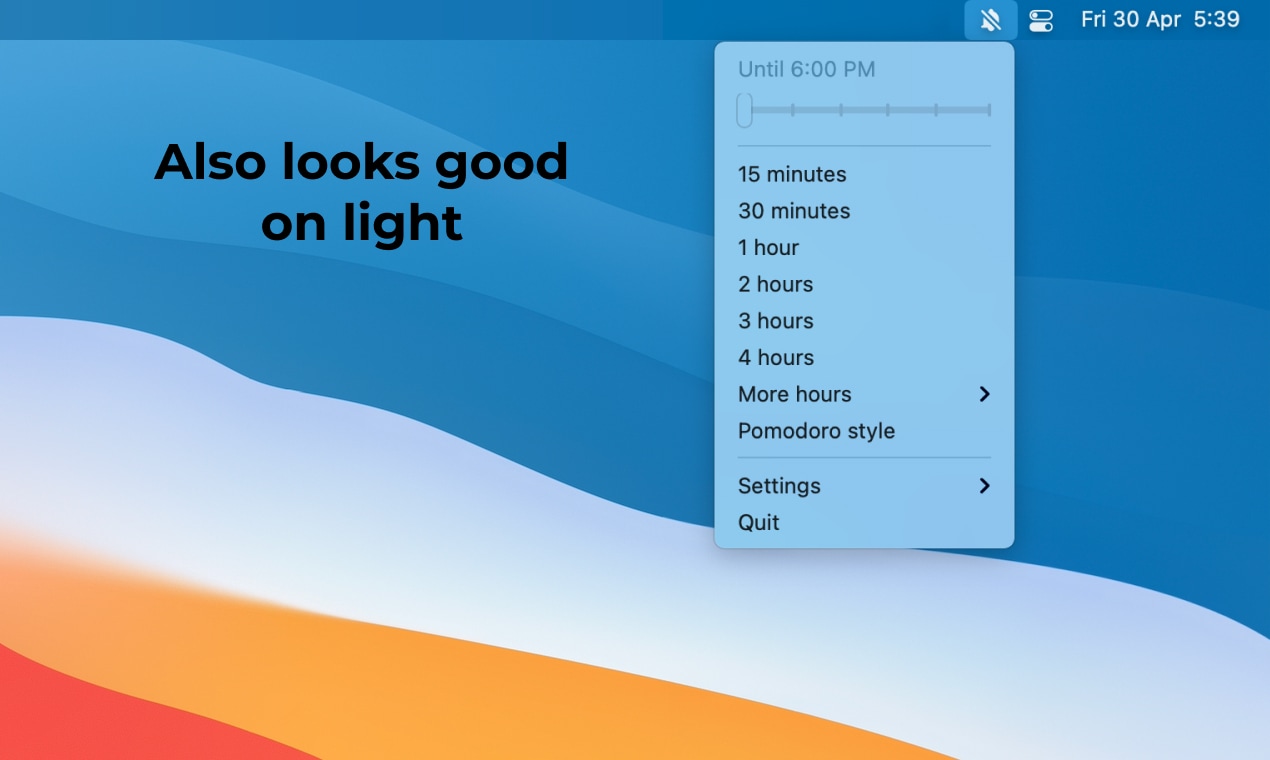 Fri 30 Apr 5:39
Until 6:00 PM
Also looks good
on light
15 minutes
30 minutes
1 hour
2 hours
3 hours
4 hours
More hours
Pomodoro style
Settings
Quit